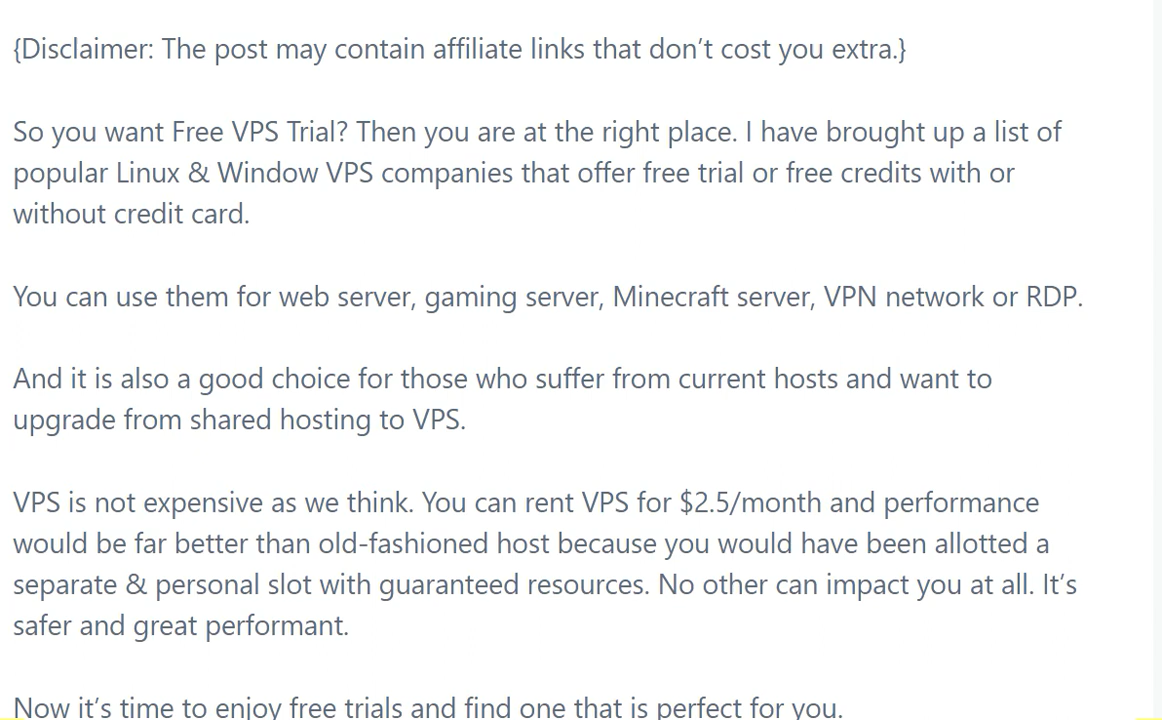 {Disclaimer: The post may contain affiliate links that don’t cost you extra.}
So you want Free VPS Trial? Then you are at the right place. I have brought up a list of
popular Linux & Window VPS companies that offer free trial or free credits with or
without credit card.
You can use them for web server, gaming server, Minecraft server, VPN network or RDP.
And it is also a good choice for those who suffer from current hosts and want to
upgrade from shared hosting to VPS.
VPS is not expensive as we think. You can rent VPS for $2.5/month and performance
would be far better than old-fashioned host because you would have been allotted a
separate & personal slot with guaranteed resources. No other can impact you at all. It’s
safer and great performant.
Now it’s time to enjoy free trials and find one that is perfect for you.